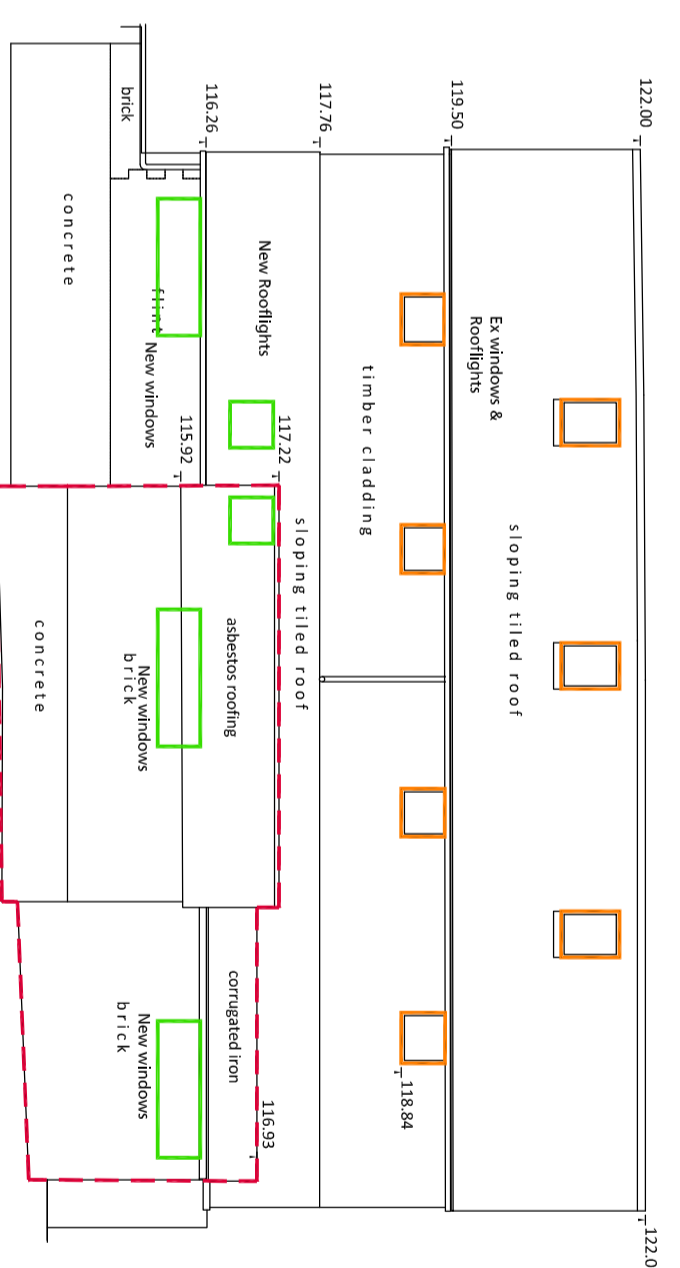 122.00
122.0
Ex windows &
Rooflights
sloping tiled roof
119.50
118.84
timber cladding
117.76
sloping tiled roof
117.22
New Rooflights
116.93
116.26
asbestos roofing
corrugated iron
115.92
New windows
New windows
brick
New windows
brick
brick
concrete
concrete